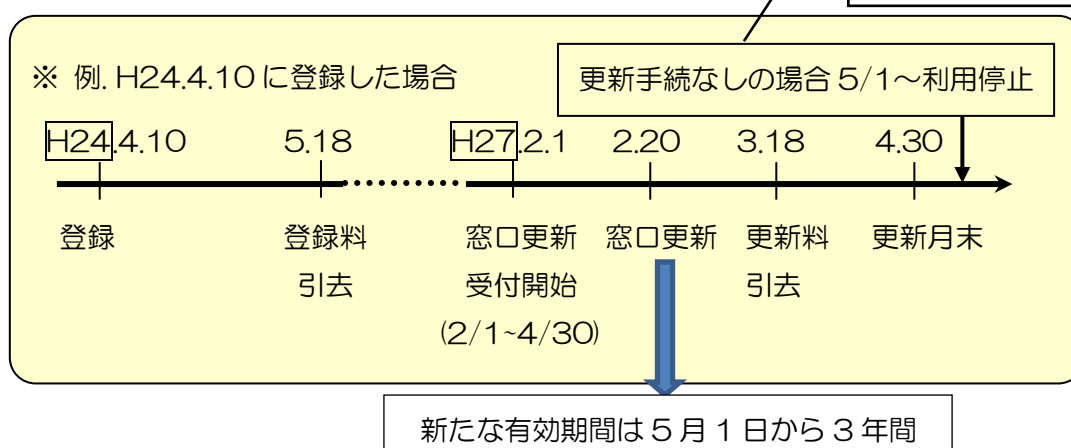 ※ 例. H24.4.10 に登録した場合
更新手続なしの場合 5/1～利用停止
H24.4.10 5.18 H27.2.1 2.20 3.18 4.30
登録 登録料 窓口更新 窓口更新 更新料 更新月末
引去 受付開始 引去
(2/1~4/30)
新たな有効期間は5月1日から3年間